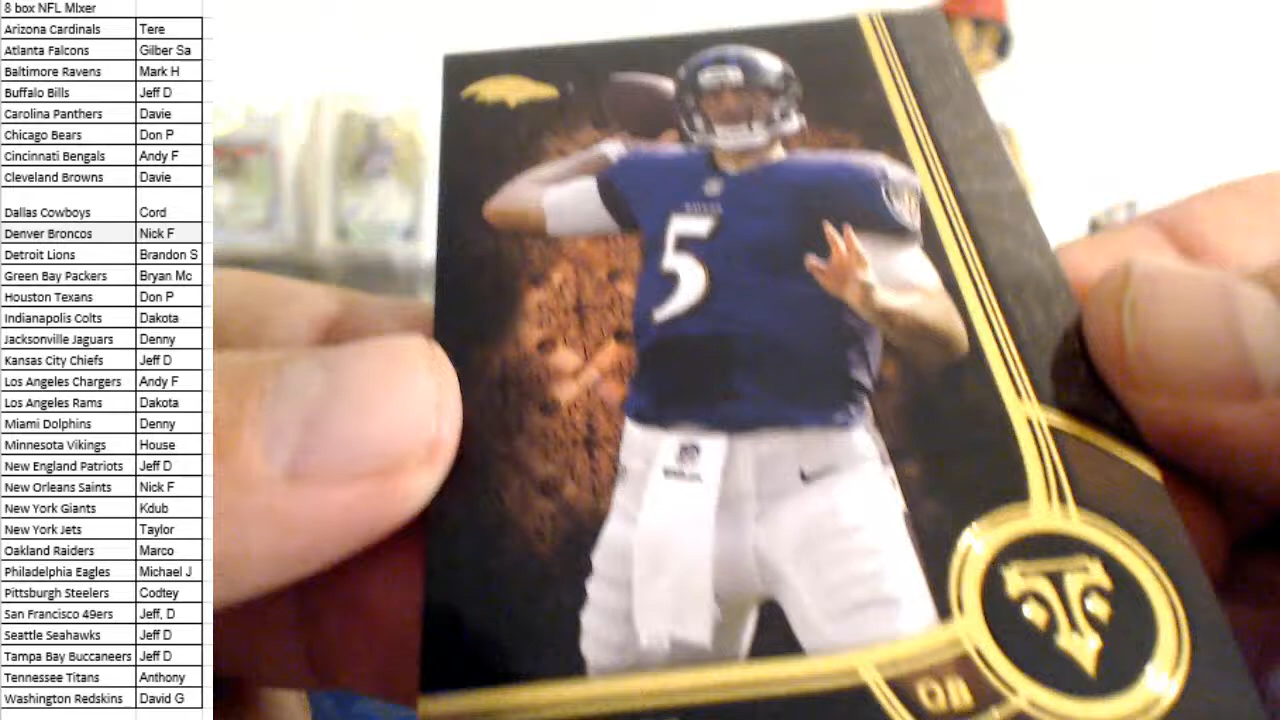 8 box NFL MIxer
Arizona Cardinals Tere
Atlanta Falcons Gilber Sa
Baltimore Ravens Mark H
Buffalo Bills Jeff D
Carolina Panthers Davie
Chicago Bears Don P
Cincinnati Bengals Andy F
Cleveland Browns Davie
Dallas Cowboys Cord
Denver Broncos Nick F
Detroit Lions Brandon S
Green Bay Packers Bryan Mc
Houston Texans Don P
Indianapolis Colts Dakota
Jacksonville Jaguars Denny
Kansas City Chiefs Jeff D
Los Angeles Chargers Andy F
Los Angeles Rams Dakota
Miami Dolphins Denny
Minnesota Vikings House
New England Patriots Jeff D
New Orleans Saints Nick F
New York Giants Kdub
New York Jets Taylor
Oakland Raiders Marco
Philadelphia Eagles Michael J
Pittsburgh Steelers Codtey
San Francisco 49ers Jeff, D
Seattle Seahawks Jeff D
Tampa Bay Buccaneers Jeff D
Tennessee Titans Anthony
Washington Redskins David G
5
QB